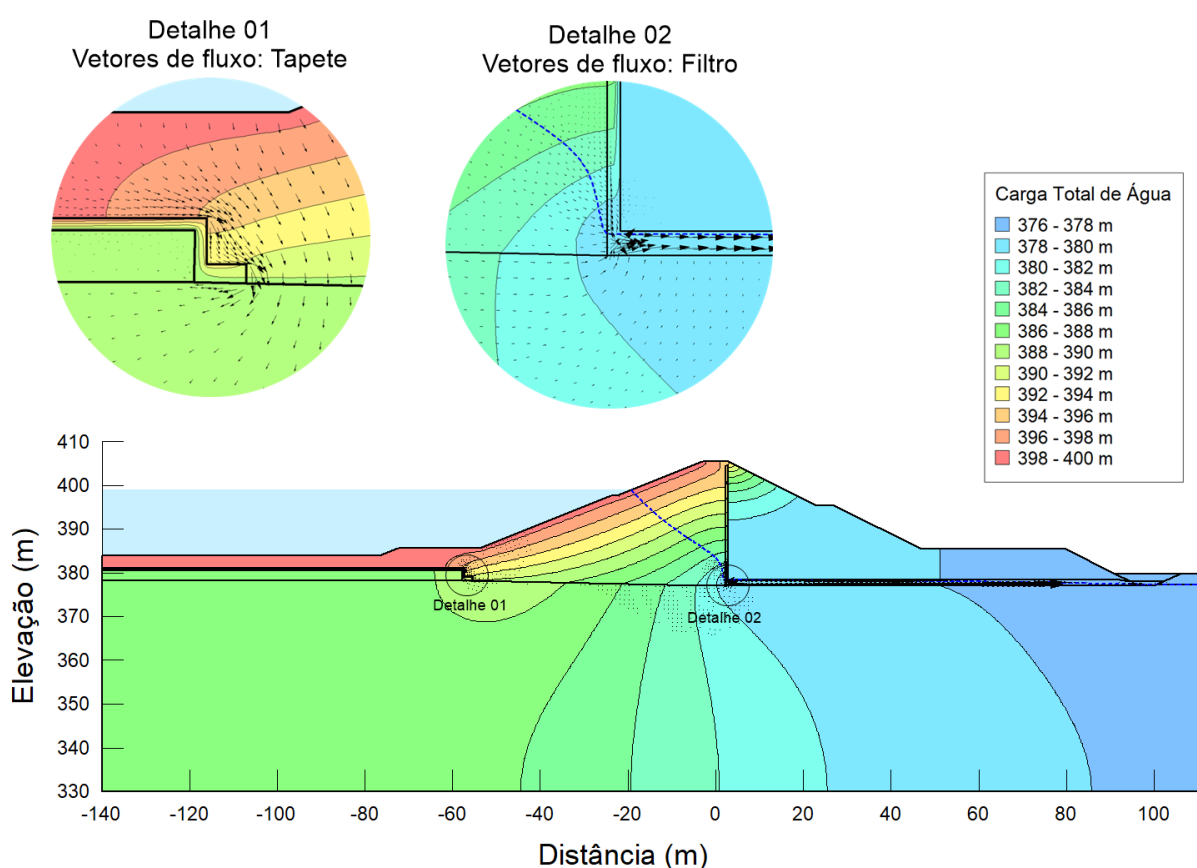 Detalhe 01
Vetores de fluxo: Tapete
Detalhe 02
Vetores de fluxo: Filtro
Carga Total de Água
376 - 378 m
378 - 380 m
380 - 382 m
382 - 384 m
384 - 386 m
386 - 388 m
388 - 390 m
390 - 392 m
392 - 394 m
394 - 396 m
396 - 398 m
398 - 400 m
Elevação (m)
410
400
390
380
370
360
350
340
330
Detalhe 01
Detalhe 02
-140
-120
-100
-80
-60
-40
-20
0
20
40
60
80
100
Distância (m)